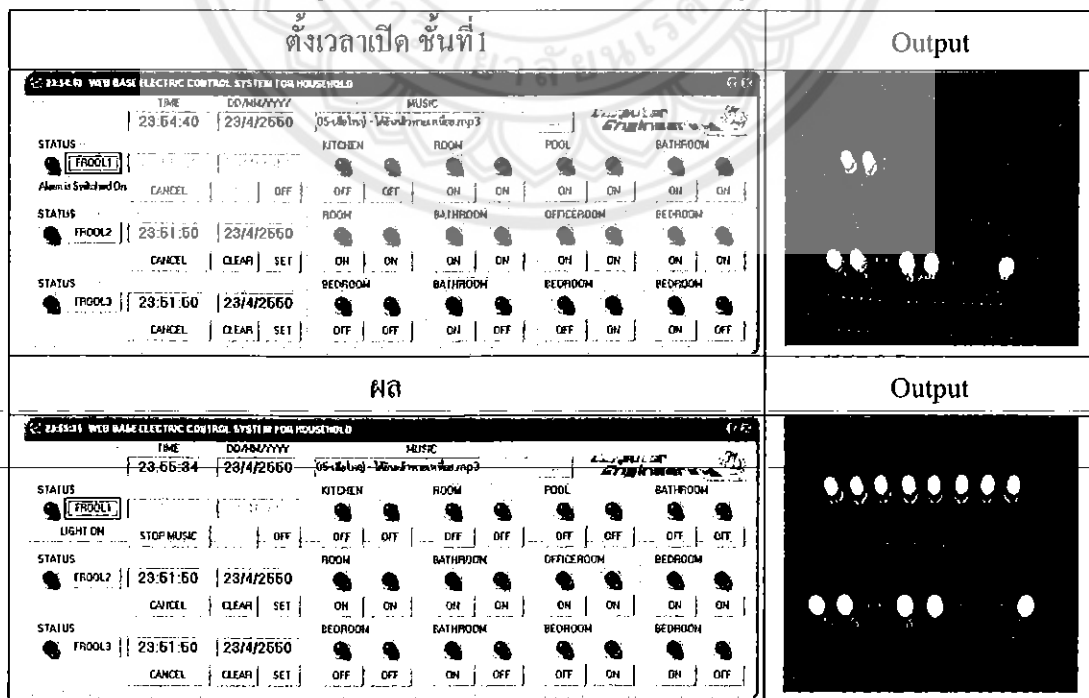 ตั้งเวลาเปิด ชั้นที่1 Output
WEB BASE ELECTRIC CONTROL SYSTEM FOR HOUSEHOLD
TIME DD/MM/YYYY MUSIC
23:54:40 23/4/2550
STATUS KITCHEN ROOM POOL BATHROOM
FROOL1
Alarm is Switched On CANCEL OFF OFF OFF ON ON ON ON ON ON
STATUS ROOM BATHROOM OFFICEROOM BEDROOM
FROOL2 23:51:50 23/4/2550
CANCEL CLEAR SET ON ON ON ON ON ON ON ON
STATUS BEDROOM BATHROOM BEDROOM BEDROOM
FROOL3 23:51:50 23/4/2550
CANCEL CLEAR SET OFF OFF ON OFF OFF ON ON OFF
ผล Output
WEB BASE ELECTRIC CONTROL SYSTEM FOR HOUSEHOLD
TIME DD/MM/YYYY MUSIC
23:55:34 23/4/2550
STATUS KITCHEN ROOM POOL BATHROOM
FROOL1
LIGHT ON STOP MUSIC OFF OFF OFF OFF OFF OFF OFF OFF OFF
STATUS ROOM BATHROOM OFFICEROOM BEDROOM
FROOL2 23:51:50 23/4/2550
CANCEL CLEAR SET ON ON ON ON ON ON ON ON
STATUS BEDROOM BATHROOM BEDROOM BEDROOM
FROOL3 23:51:50 23/4/2550
CANCEL CLEAR SET OFF OFF ON OFF OFF ON ON OFF